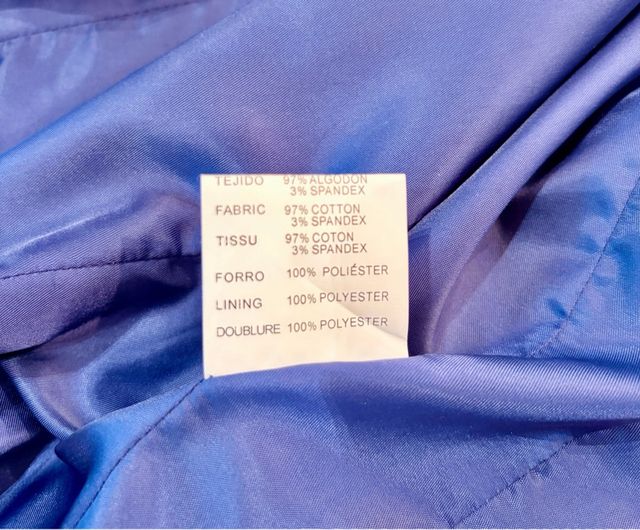 TEJIDO 97% ALGODON
3% SPANDEX
FABRIC 97% COTTON
3% SPANDEX
TISSU 97% COTON
3% SPANDEX
FORRO 100% POLIÉSTER
LINING 100% POLYESTER
DOUBLURE 100% POLYESTER